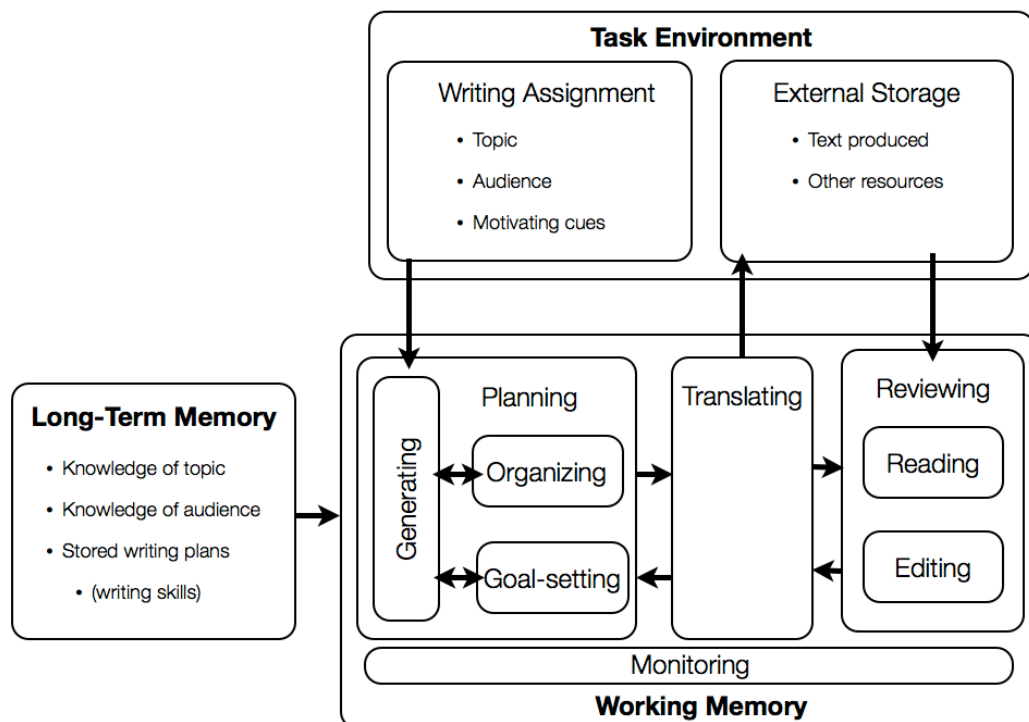 Task Environment
Writing Assignment
• Topic
• Audience
• Motivating cues
External Storage
• Text produced
• Other resources
Long-Term Memory
• Knowledge of topic
• Knowledge of audience
• Stored writing plans
• (writing skills)
Planning
Generating
Organizing
Goal-setting
Translating
Reviewing
Reading
Editing
Monitoring
Working Memory